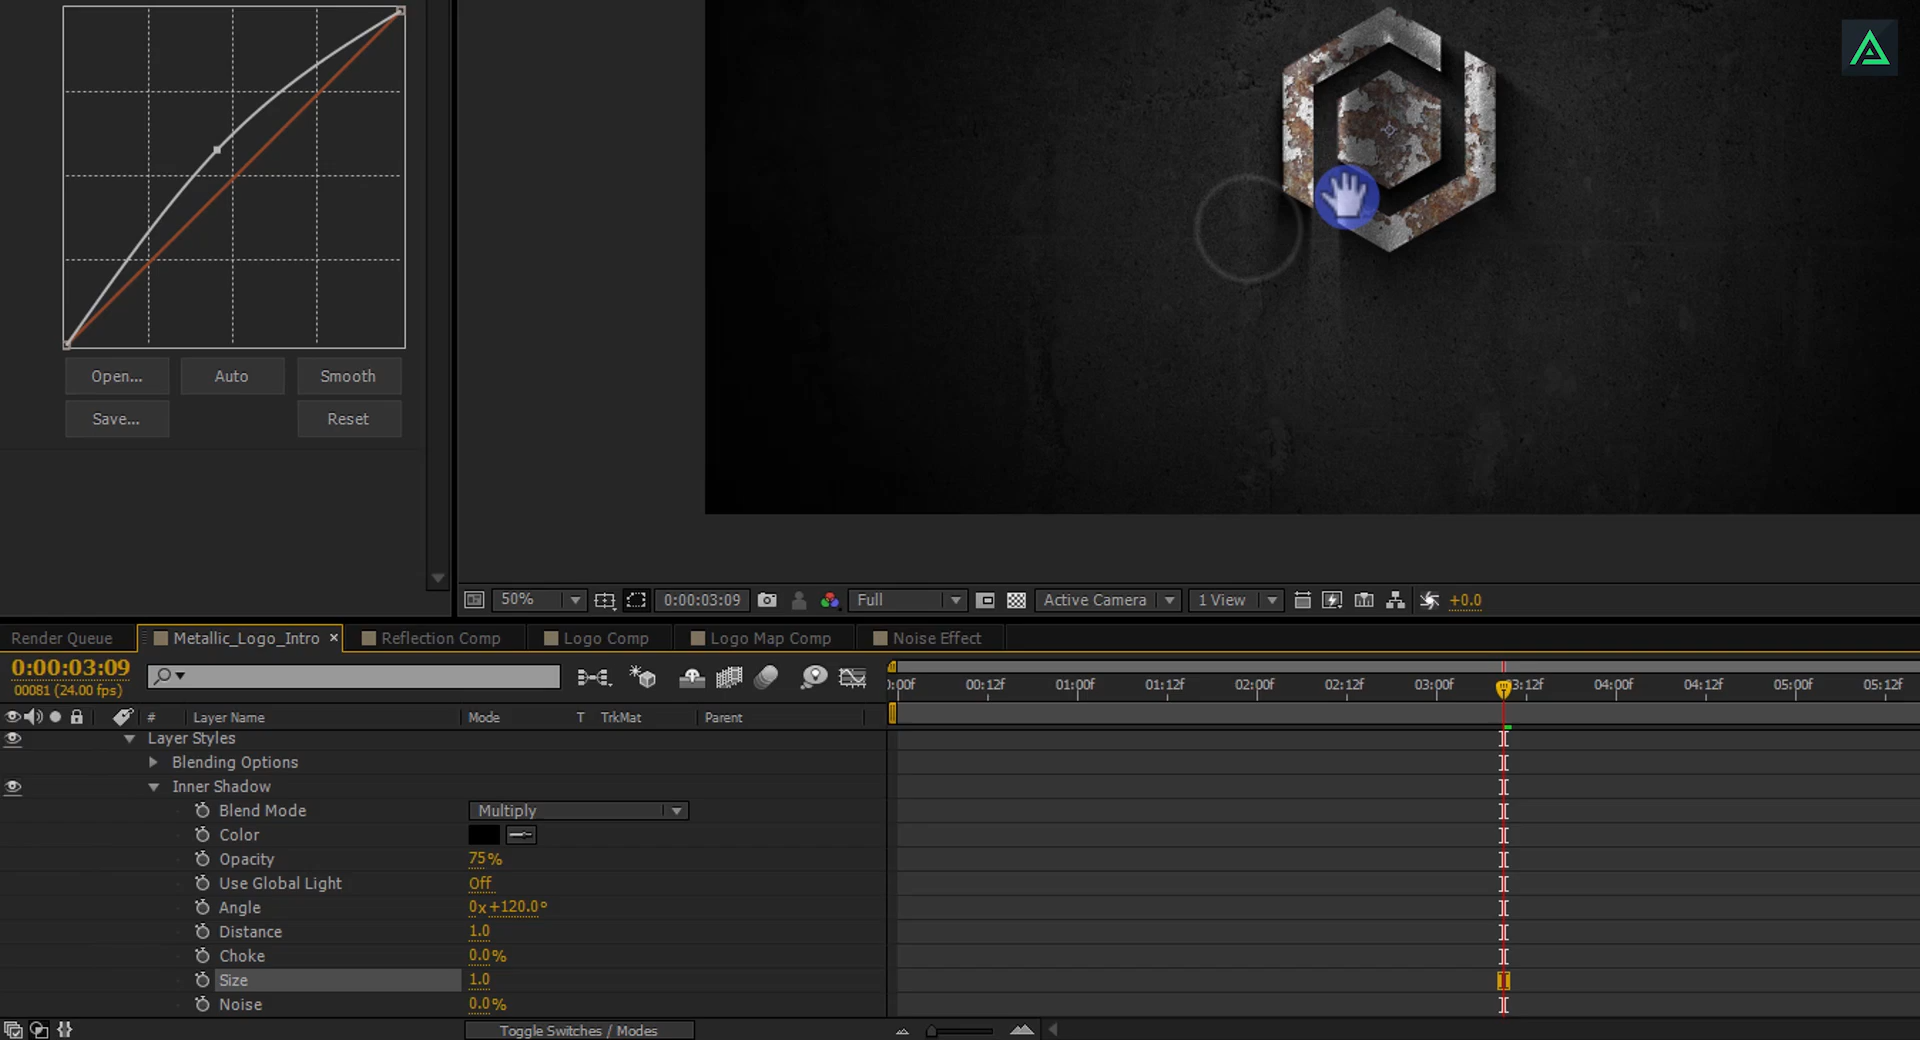 Open...
Auto
Smooth
Save...
Reset
50%
0:00:03:09
Full
Active Camera
1 View
+0.0
Render Queue
Metallic_Logo_Intro ×
Reflection Comp
Logo Comp
Logo Map Comp
Noise Effect
0:00:03:09
00081 (24.00 fps)
):00f
00:12f
01:00f
01:12f
02:00f
02:12f
03:00f
3:12f
04:00f
04:12f
05:00f
05:12f
#
Layer Name
Mode
T
TrkMat
Parent
Layer Styles
Blending Options
Inner Shadow
Blend Mode
Multiply
Color
Opacity
75%
Use Global Light
Off
Angle
0x+120.0°
Distance
1.0
Choke
0.0%
Size
1.0
Noise
0.0%
Toggle Switches / Modes